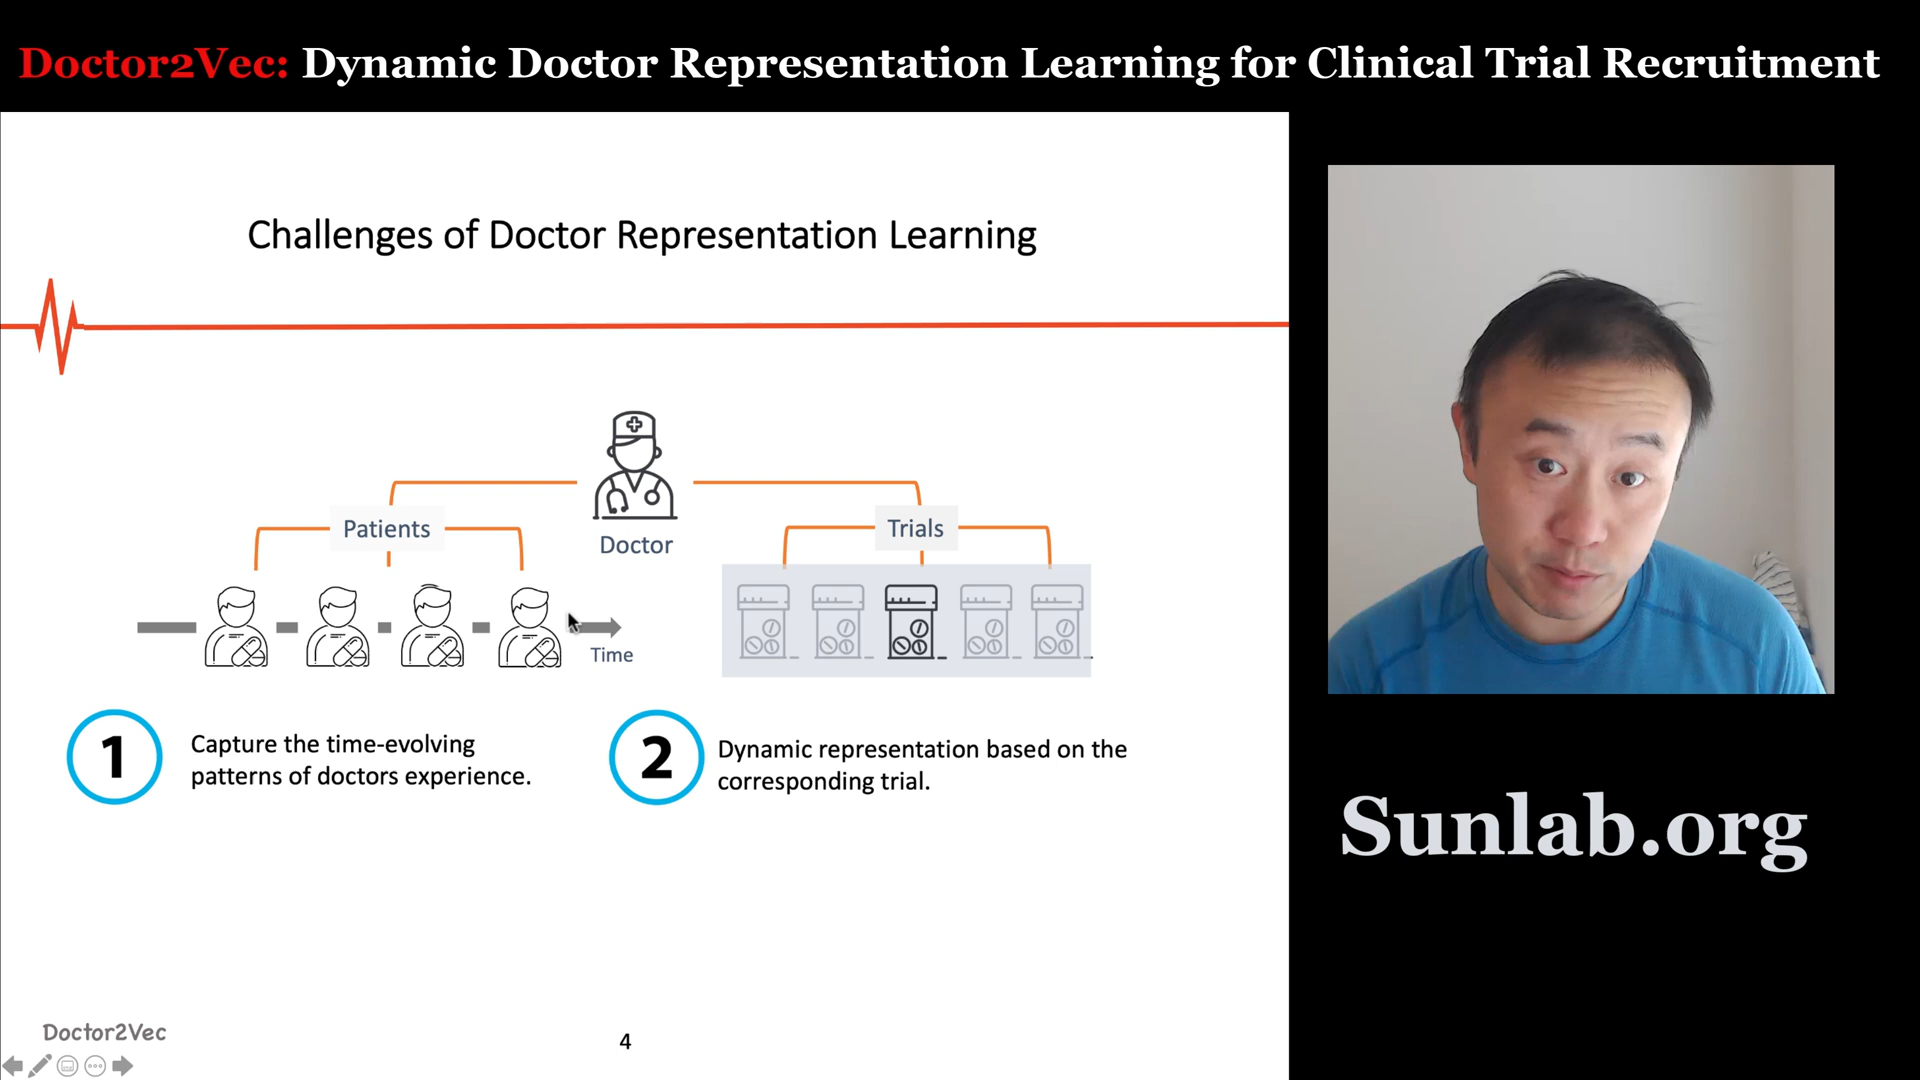 Doctor2Vec: Dynamic Doctor Representation Learning for Clinical Trial Recruitment
Challenges of Doctor Representation Learning
Patients
Doctor
Trials
Time
1
Capture the time-evolving
patterns of doctors experience.
2
Dynamic representation based on the
corresponding trial.
Sunlab.org
Doctor2Vec
4